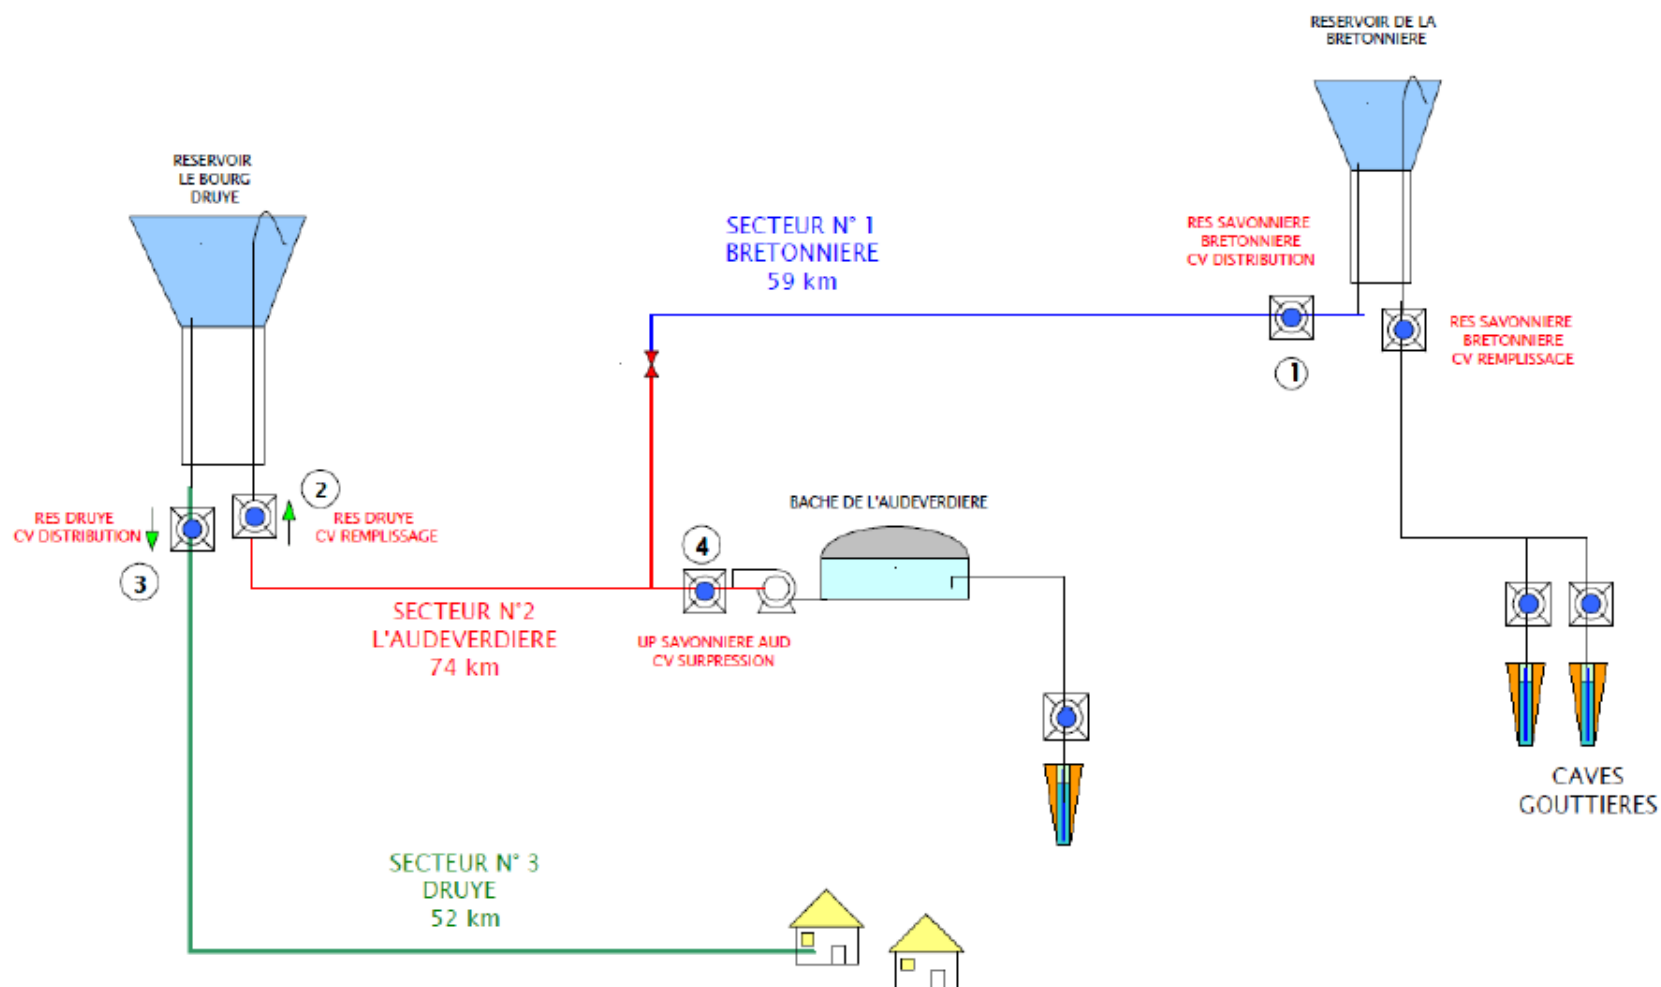 RESERVOIR DE LA
BRETONNIERE
RESERVOIR
LE BOURG
DRUYE
SECTEUR N° 1
BRETONNIERE
59 km
RES SAVONNIERE
BRETONNIERE
CV DISTRIBUTION
1
RES SAVONNIERE
BRETONNIERE
CV REMPLISSAGE
2
RES DRUYE
CV DISTRIBUTION
RES DRUYE
CV REMPLISSAGE
3
BACHE DE L'AUDEVERDIERE
4
SECTEUR N°2
L'AUDEVERDIERE
74 km
UP SAVONNIERE AUD
CV SURPRESSION
CAVES
GOUTTIERES
SECTEUR N° 3
DRUYE
52 km